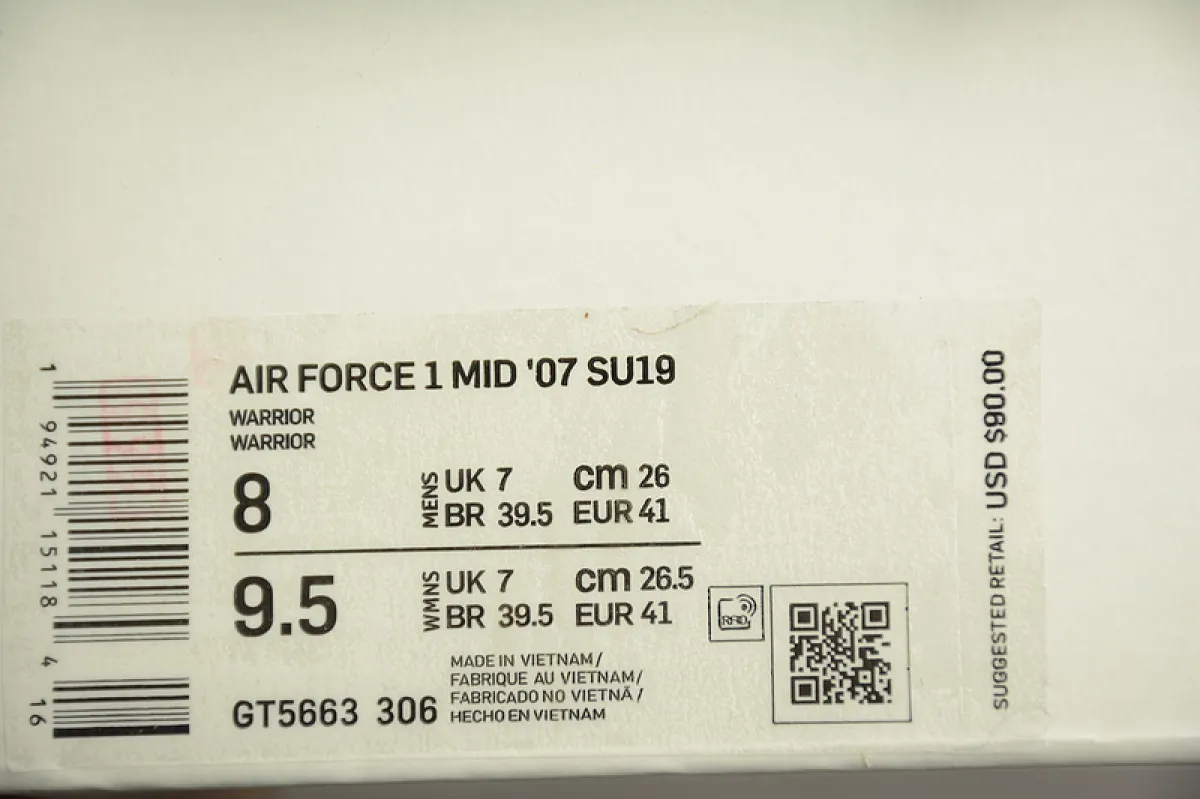 AIR FORCE 1 MID '07 SU19
WARRIOR
WARRIOR
8
MENS
UK 7 cm 26
BR 39.5 EUR 41
9.5
WMNS
UK 7 cm 26.5
BR 39.5 EUR 41
MADE IN VIETNAM /
FABRIQUE AU VIETNAM/
FABRICADO NO VIETNÃ /
HECHO EN VIETNAM
GT5663 306
RFID
SUGGESTED RETAIL: USD $90.00
1 94921 15118 4 16